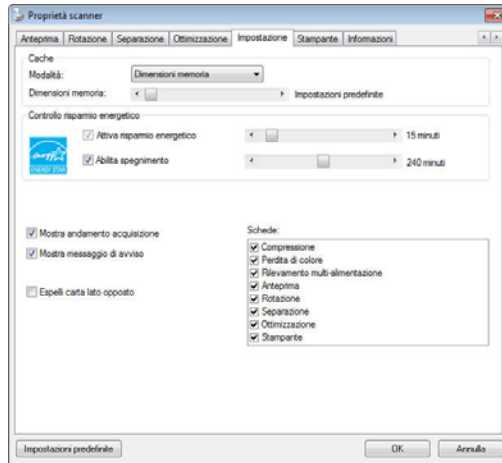 Proprietà scanner
Anteprima Rotazione Separazione Ottimizzazione Impostazione Stampante Informazioni
Cache
Modalità: Dimensioni memoria
Dimensioni memoria: Impostazioni predefinite
Controllo risparmio energetico
Attiva risparmio energetico 15 minuti
Abilita spegnimento 240 minuti
energy
ENERGY STAR
Mostra andamento acquisizione
Mostra messaggio di avviso
Espelli carta lato opposto
Schede:
Compressione
Perdita di colore
Rilevamento multi-alimentazione
Anteprima
Rotazione
Separazione
Ottimizzazione
Stampante
Impostazioni predefinite OK Annulla